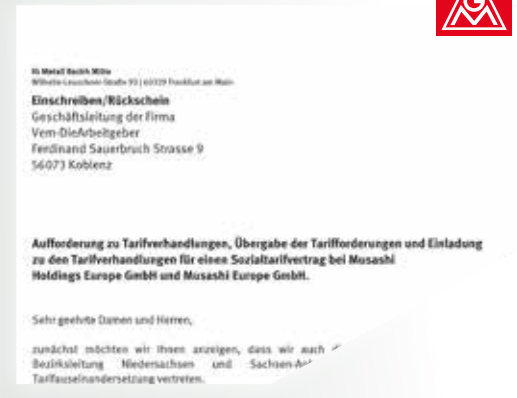 IG Metall Bezirk Mitte
Wilhelm-Leuschner-Straße 93 | 60329 Frankfurt am Main
Einschreiben/Rückschein
Geschäftsleitung der Firma
Vem-DieArbeitgeber
Ferdinand Sauerbruch Strasse 9
56073 Koblenz
Aufforderung zu Tarifverhandlungen, Übergabe der Tarifforderungen und Einladung
zu den Tarifverhandlungen für einen Sozialtarifvertrag bei Musashi
Holdings Europe GmbH und Musashi Europe GmbH.
Sehr geehrte Damen und Herren,
zunächst möchten wir Ihnen anzeigen, dass wir auch
Bezirksleitung Niedersachsen und
Tarifauseinandersetzung vertreten.